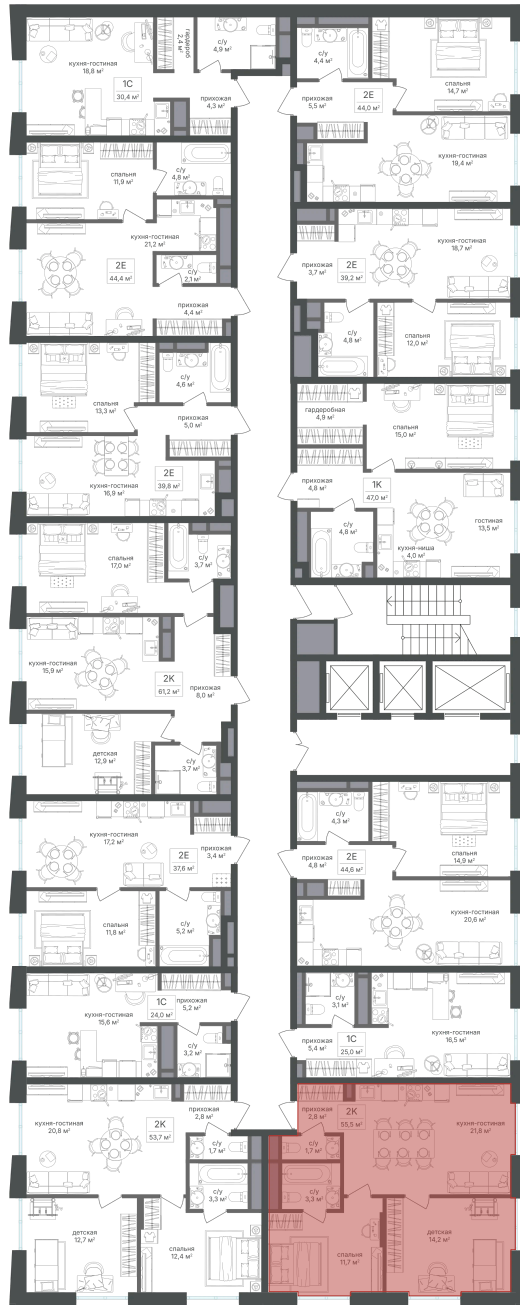 кухня-гостиная
18,8 м²
гардероб
2,4 м²
с/у
4,9 м²
1С
30,4 м²
прихожая
4,3 м²
с/у
4,4 м²
спальня
14,7 м²
прихожая
5,5 м²
2Е
44,0 м²
кухня-гостиная
19,4 м²
спальня
11,9 м²
с/у
4,8 м²
кухня-гостиная
21,2 м²
2Е
44,4 м²
с/у
2,1 м²
прихожая
4,4 м²
кухня-гостиная
18,7 м²
прихожая
3,7 м²
2Е
39,2 м²
с/у
4,8 м²
спальня
12,0 м²
спальня
13,3 м²
с/у
4,6 м²
прихожая
5,0 м²
кухня-гостиная
16,9 м²
2Е
39,8 м²
гардеробная
4,9 м²
спальня
15,0 м²
прихожая
4,8 м²
1К
47,0 м²
с/у
4,8 м²
гостиная
13,5 м²
кухня-ниша
4,0 м²
спальня
17,0 м²
с/у
3,7 м²
кухня-гостиная
15,9 м²
2К
61,2 м²
прихожая
8,0 м²
детская
12,9 м²
с/у
3,7 м²
кухня-гостиная
17,2 м²
2Е
37,6 м²
прихожая
3,4 м²
спальня
11,8 м²
с/у
5,2 м²
с/у
4,3 м²
спальня
14,9 м²
прихожая
4,8 м²
2Е
44,6 м²
кухня-гостиная
20,6 м²
кухня-гостиная
15,6 м²
1С
24,0 м²
прихожая
5,2 м²
с/у
3,2 м²
с/у
3,1 м²
прихожая
5,4 м²
1С
25,0 м²
кухня-гостиная
16,5 м²
кухня-гостиная
20,8 м²
2К
53,7 м²
прихожая
2,8 м²
с/у
1,7 м²
с/у
3,3 м²
детская
12,7 м²
спальня
12,4 м²
прихожая
2,8 м²
2К
55,5 м²
кухня-гостиная
21,8 м²
с/у
1,7 м²
с/у
3,3 м²
спальня
11,7 м²
детская
14,2 м²